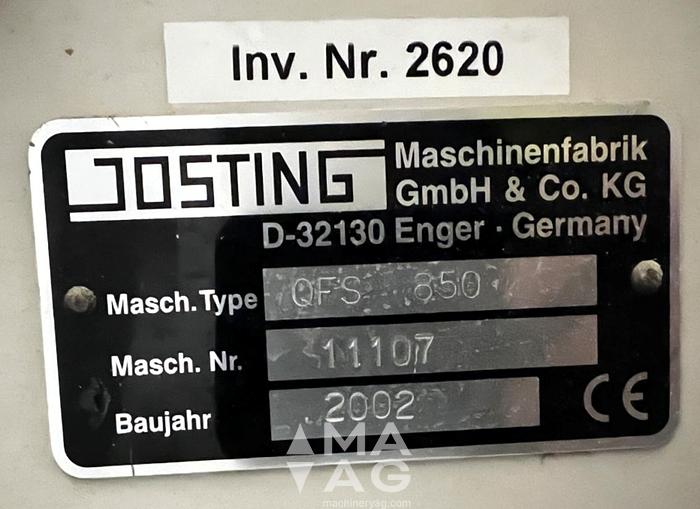 Inv. Nr. 2620
JOSTING
Maschinenfabrik
GmbH & Co. KG
D-32130 Enger · Germany
Masch. Type QFS 850
Masch. Nr. 11107
Baujahr 2002
CE
MA
AG
machineryag.com